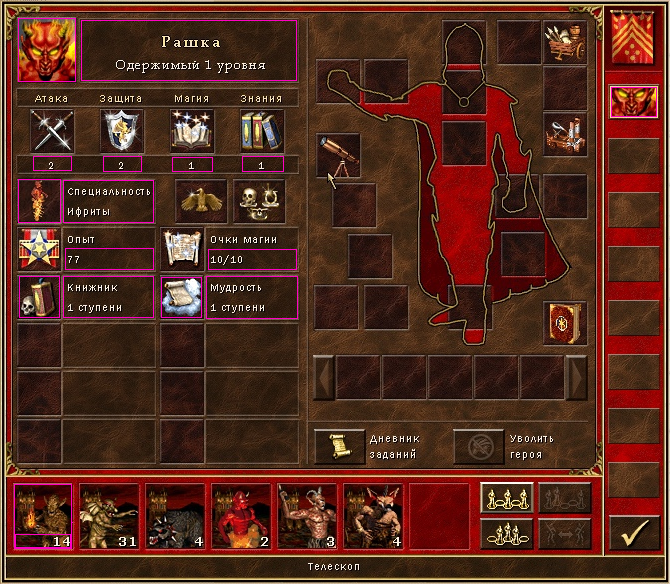 Рашка
Одержимый 1 уровня
Атака Защита Магия Знания
2 2 1 1
Специальность
Ифриты
Опыт
77
Очки магии
10/10
Книжник
1 ступени
Мудрость
1 ступени
Дневник
заданий
Уволить
героя
14 31 4 2 3 4
Телескоп